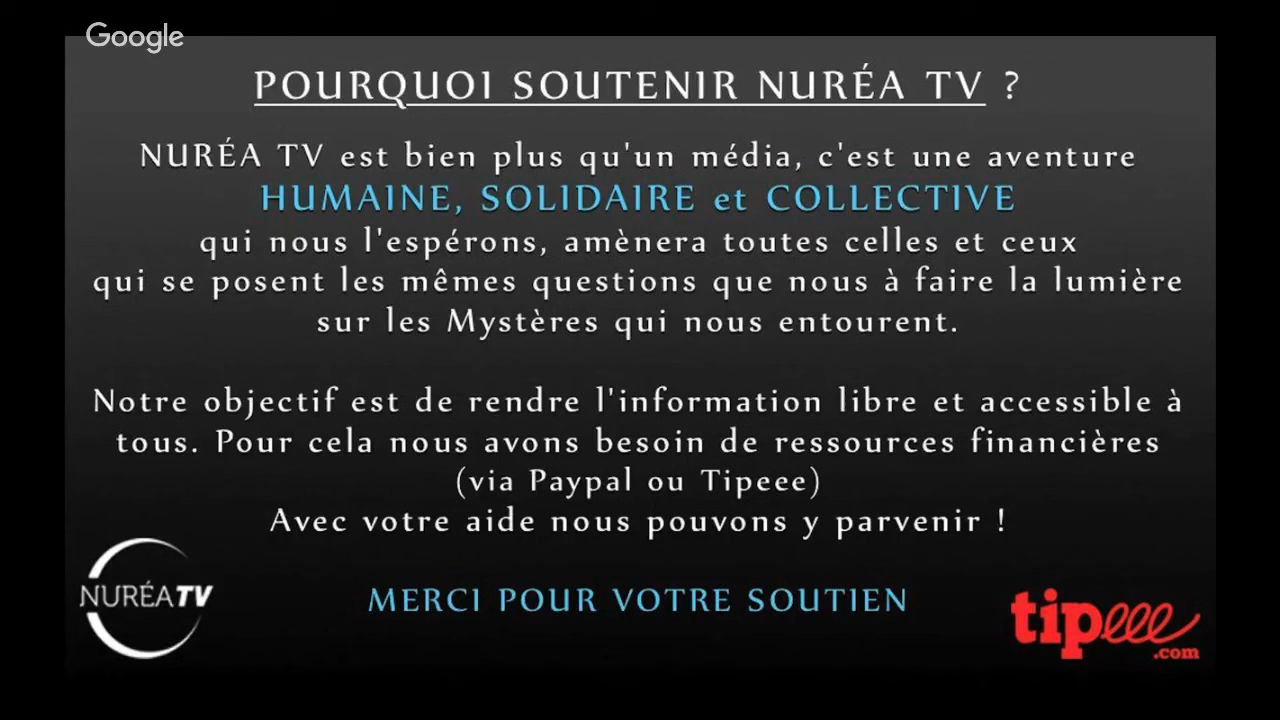 Google
POURQUOI SOUTENIR NURÉA TV ?
NURÉA TV est bien plus qu'un média, c'est une aventure
HUMAINE, SOLIDAIRE et COLLECTIVE
qui nous l'espérons, amènera toutes celles et ceux
qui se posent les mêmes questions que nous à faire la lumière
sur les Mystères qui nous entourent.
Notre objectif est de rendre l'information libre et accessible à
tous. Pour cela nous avons besoin de ressources financières
(via Paypal ou Tipeee)
Avec votre aide nous pouvons y parvenir !
NURÉATV
MERCI POUR VOTRE SOUTIEN
tipeee
.com